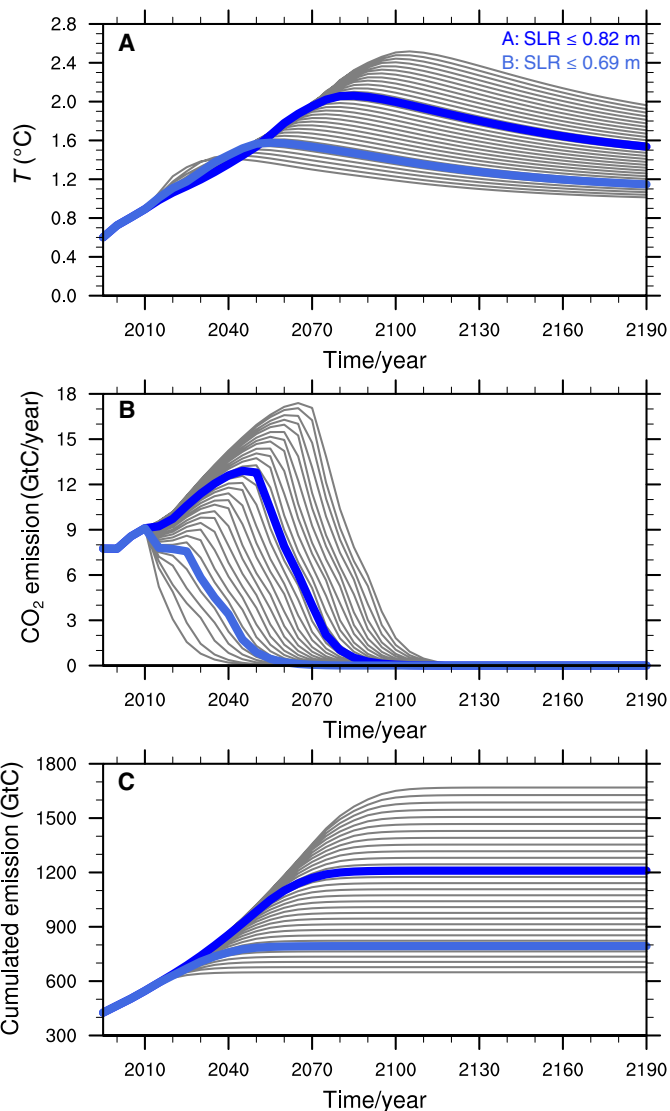 A
A: SLR ≤ 0.82 m
B: SLR ≤ 0.69 m
T (°C)
2.8
2.4
2.0
1.6
1.2
0.8
0.4
0.0
2010 2040 2070 2100 2130 2160 2190
Time/year
B
CO₂ emission (GtC/year)
18
15
12
9
6
3
0
2010 2040 2070 2100 2130 2160 2190
Time/year
C
Cumulated emission (GtC)
1800
1500
1200
900
600
300
2010 2040 2070 2100 2130 2160 2190
Time/year